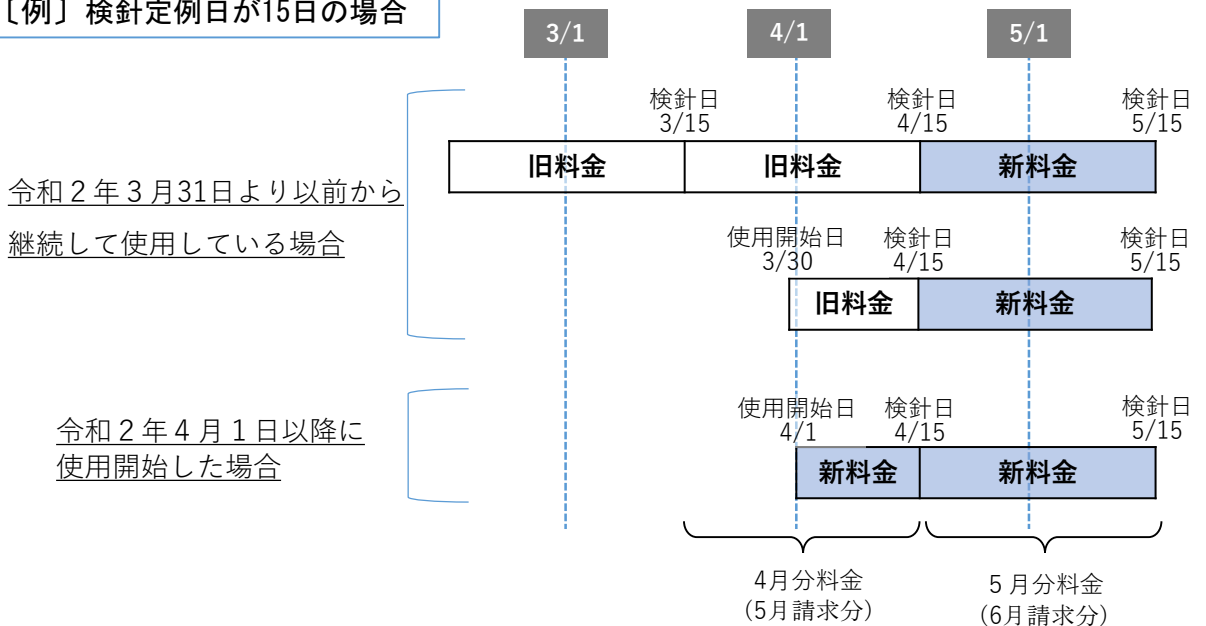 〔例〕検針定例日が15日の場合
3/1
4/1
5/1
検針日
3/15
検針日
4/15
検針日
5/15
旧料金
旧料金
新料金
令和２年３月31日より以前から
継続して使用している場合
使用開始日
3/30
検針日
4/15
検針日
5/15
旧料金
新料金
令和２年４月１日以降に
使用開始した場合
使用開始日
4/1
検針日
4/15
検針日
5/15
新料金
新料金
4月分料金
（5月請求分）
５月分料金
（6月請求分）